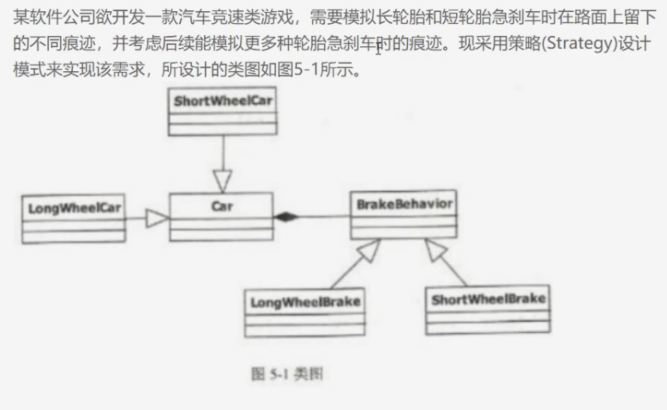 某软件公司欲开发一款汽车竞速类游戏，需要模拟长轮胎和短轮胎急刹车时在路面上留下
的不同痕迹，并考虑后续能模拟更多种轮胎急刹车时的痕迹。现采用策略(Strategy)设计
模式来实现该需求，所设计的类图如图5-1所示。
ShortWheelCar
LongWheelCar
Car
BrakeBehavior
LongWheelBrake
ShortWheelBrake
图 5-1 类图